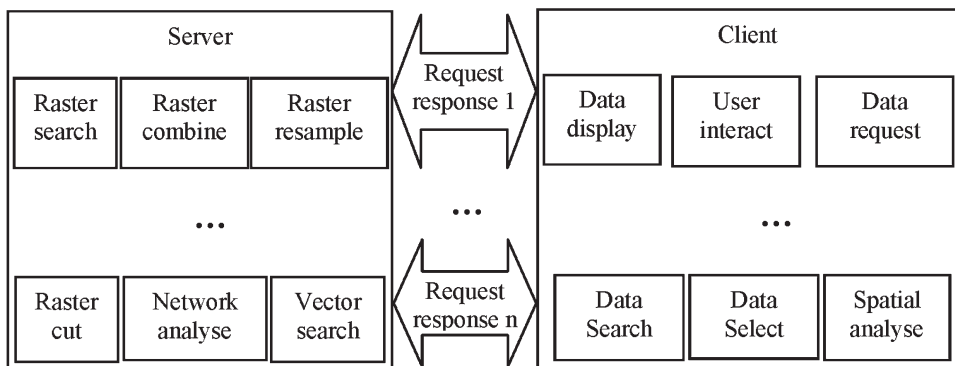 Server
Raster search
Raster combine
Raster resample
...
Raster cut
Network analyse
Vector search
Request response 1
...
Request response n
Client
Data display
User interact
Data request
...
Data Search
Data Select
Spatial analyse